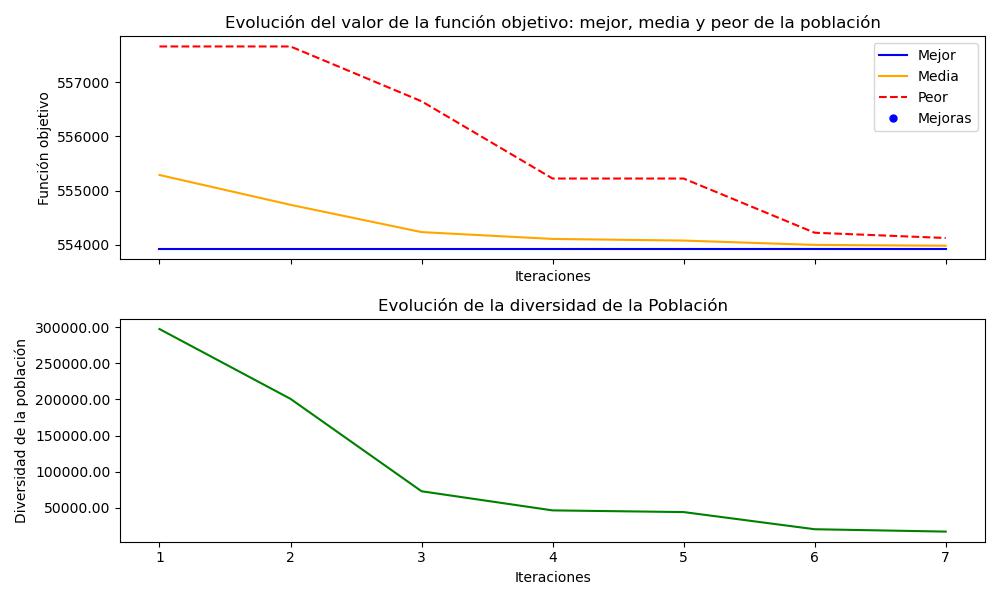 Evolución del valor de la función objetivo: mejor, media y peor de la población
Función objetivo
557000
556000
555000
554000
Mejor
Media
Peor
Mejoras
Iteraciones
Evolución de la diversidad de la Población
Diversidad de la población
300000.00
250000.00
200000.00
150000.00
100000.00
50000.00
1 2 3 4 5 6 7
Iteraciones